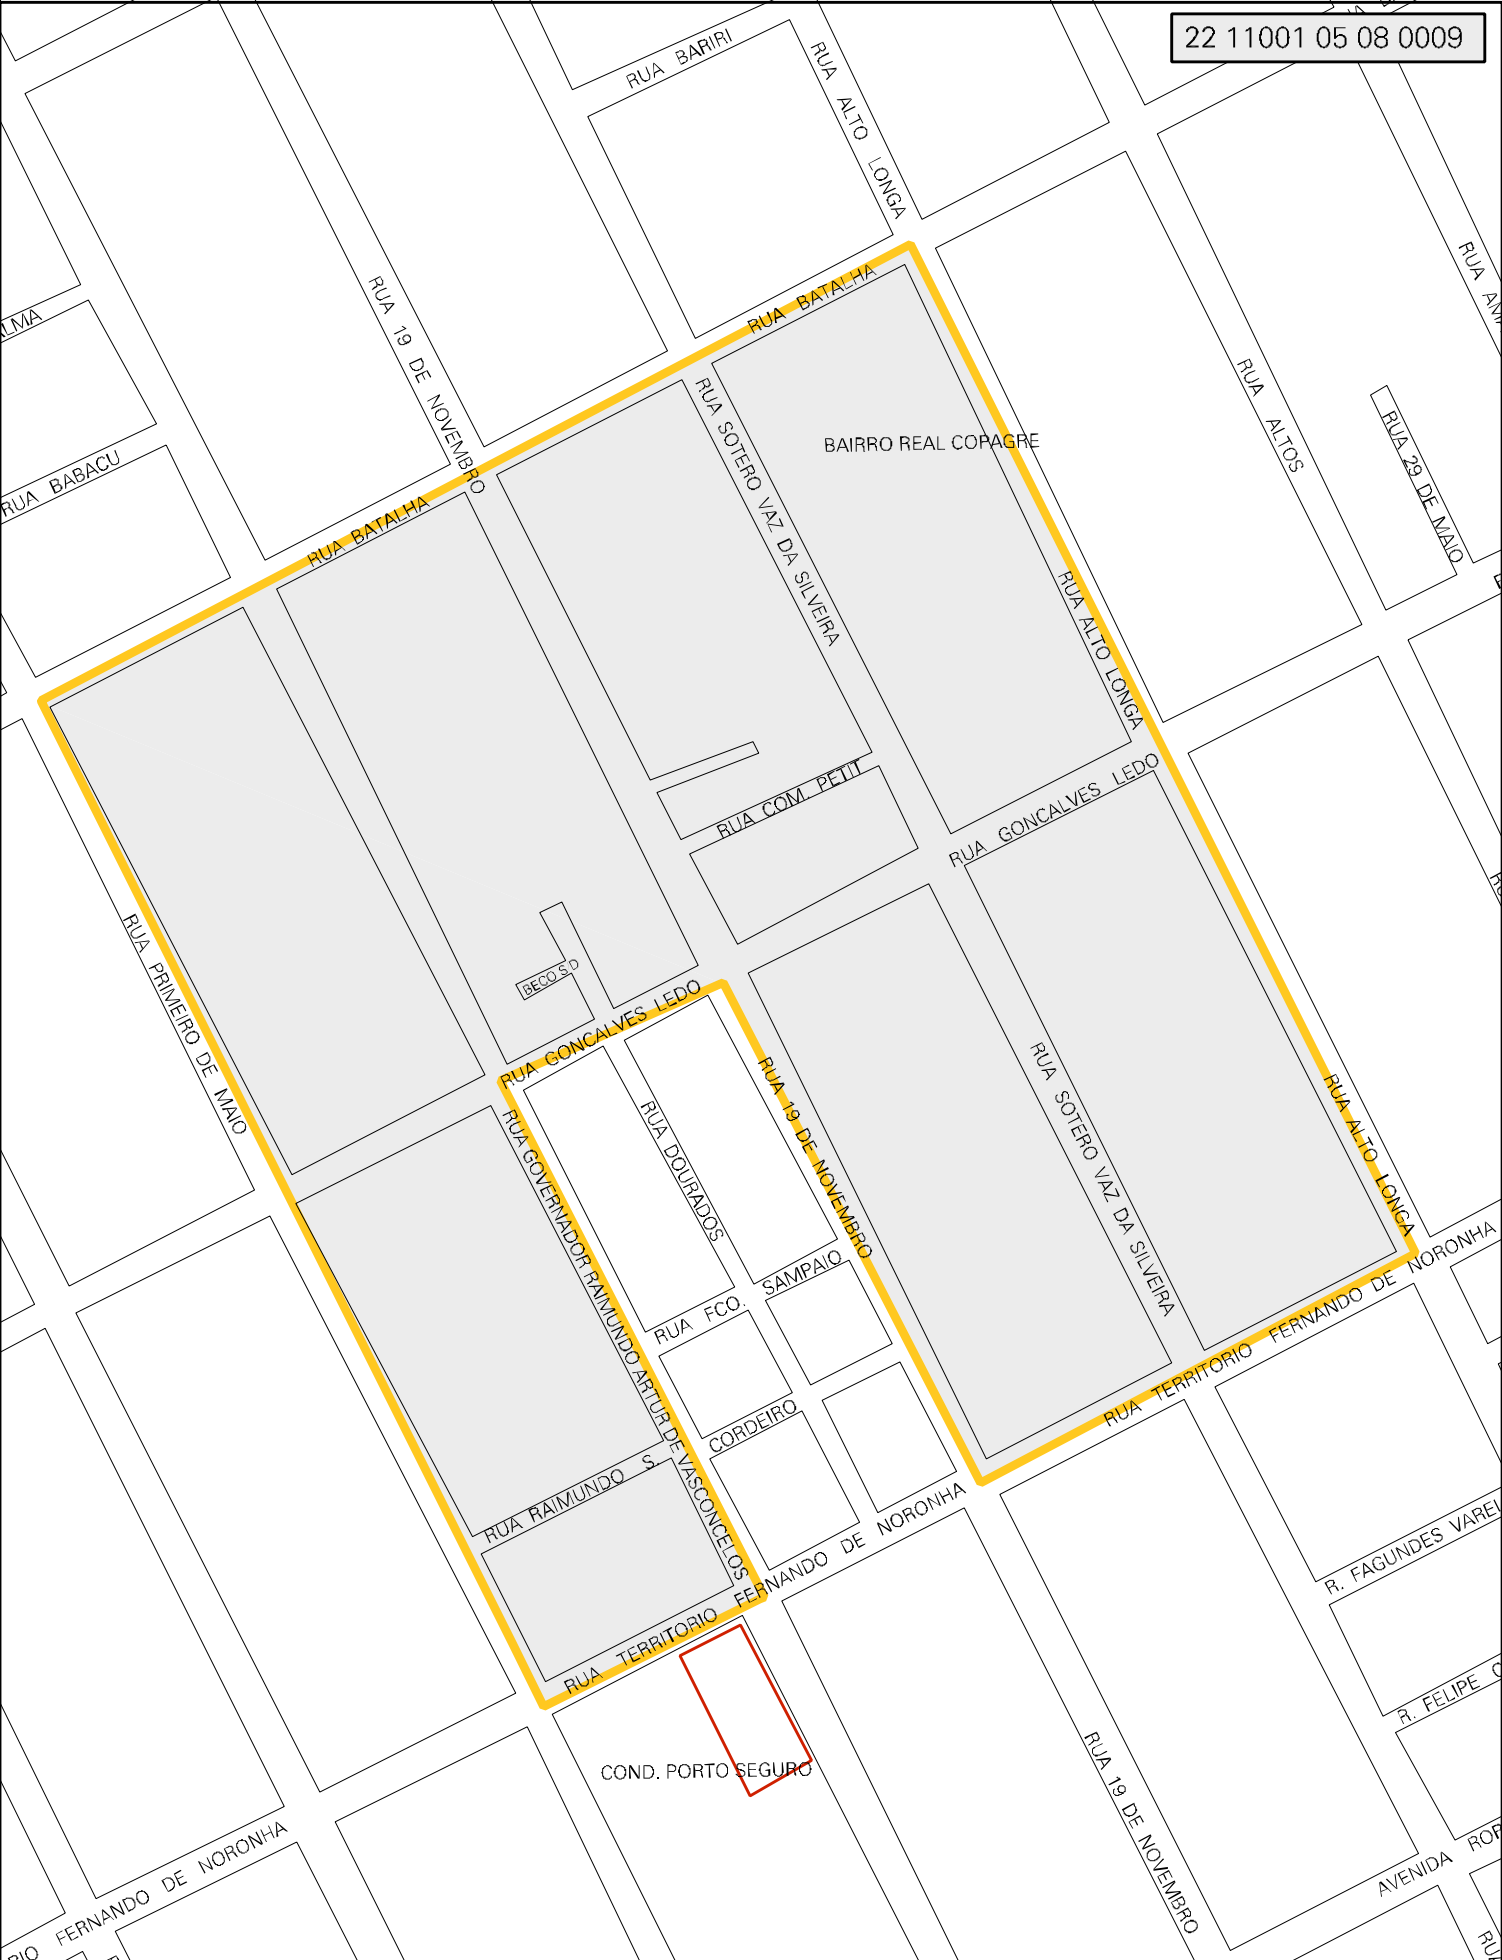 22 11001 05 08 0009
RUA BARIRI
RUA ALTO LONGA
RUA 19 DE NOVEMBRO
RUA BATALHA
RUA SOTERO VAZ DA SILVEIRA
BAIRRO REAL COPAGRE
RUA ALTOS
RUA 29 DE MAIO
RUA BABACU
RUA BATALHA
RUA ALTO LONGA
RUA COM. PETIT
RUA GONCALVES LEDO
RUA PRIMEIRO DE MAIO
BECO S D
RUA GONCALVES LEDO
RUA GOVERNADOR RAIMUNDO ARTUR DE VASCONCELOS
RUA DOURADOS
RUA 19 DE NOVEMBRO
RUA SOTERO VAZ DA SILVEIRA
RUA ALTO LONGA
RUA FCO. SAMPAIO
RUA TERRITORIO FERNANDO DE NORONHA
RUA RAIMUNDO S. CORDEIRO
RUA TERRITORIO FERNANDO DE NORONHA
R. FAGUNDES VAREL
R. FELIPE
COND. PORTO SEGURO
RUA 19 DE NOVEMBRO
AVENIDA ROR
FERNANDO DE NORONHA